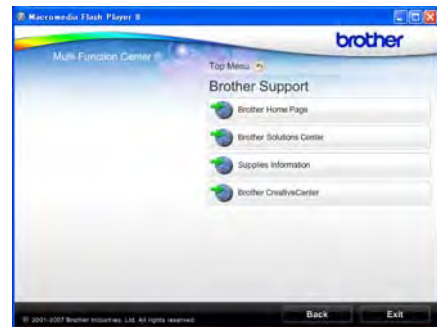 Macromedia Flash Player 8
brother
Multi-Function Center ®
Top Menu
Brother Support
Brother Home Page
Brother Solutions Center
Supplies Information
Brother CreativeCenter
© 2001-2007 Brother Industries, Ltd. All rights reserved.
Back
Exit